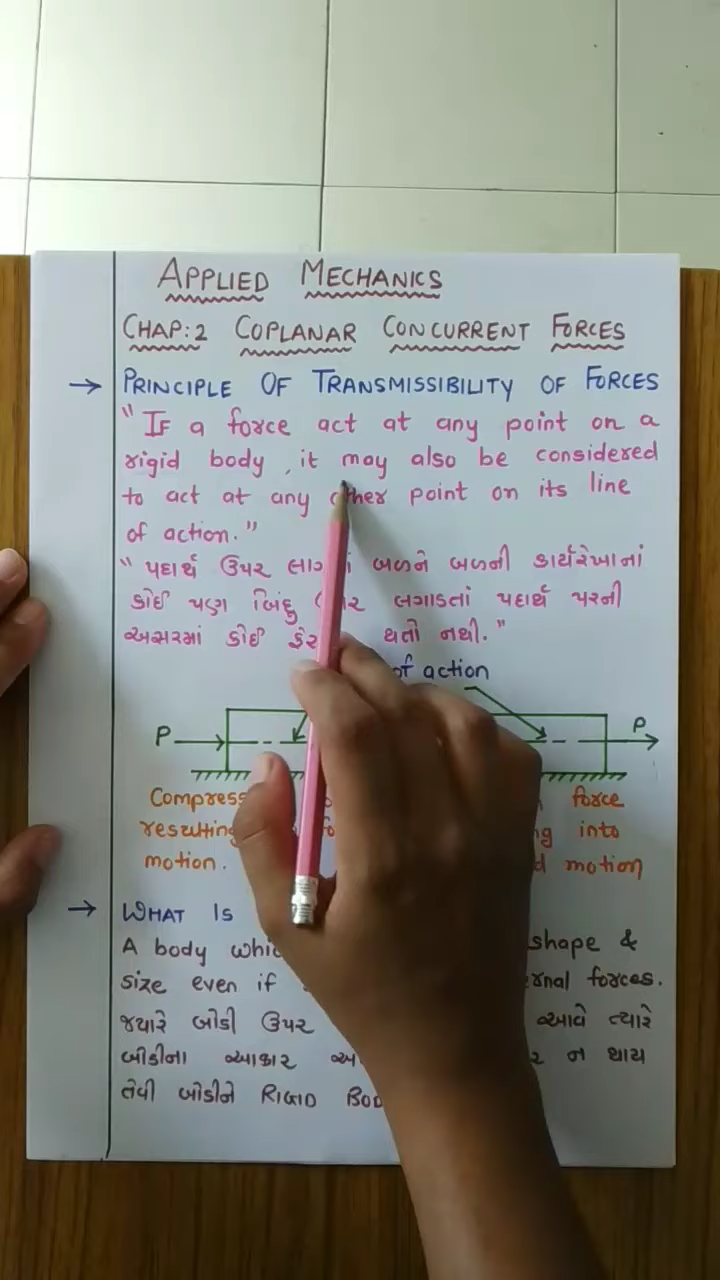 APPLIED MECHANICS
CHAP:2 COPLANAR CONCURRENT FORCES
→ PRINCIPLE OF TRANSMISSIBILITY OF FORCES
"IF a force act at any point on a
rigid body, it may also be considered
to act at any other point on its line
of action."
"પદાર્થ ઉપર બળને બળની કાર્યરેખાનાં
કોઈ પણ બિંદુ લગાડતાં પદાર્થ પરની
અસરમાં કોઈ થતો નથી."
of action
P P
force
resulting into
motion. motion
→ WHAT IS
A body shape &
size even if forces.
જ્યારે બોડી ઉપર આવે ત્યારે
બોડીના આકાર ન થાય
તેવી બોડીને RIGID